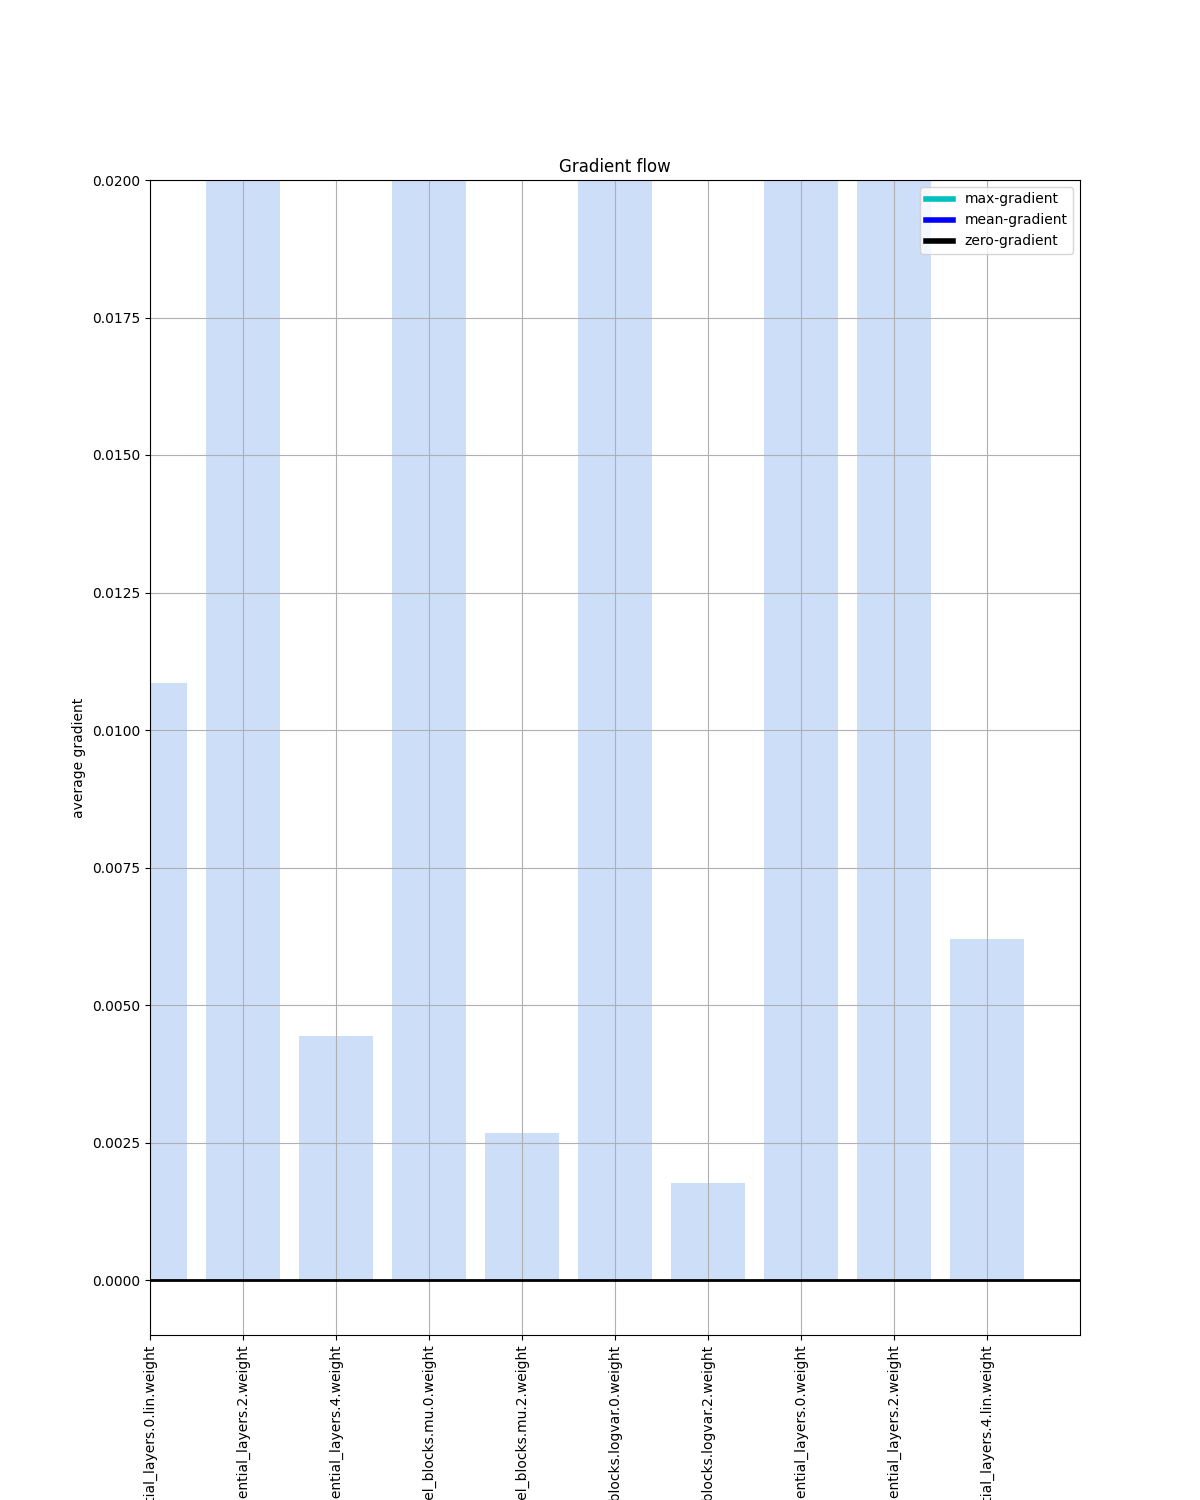 Gradient flow
max-gradient
mean-gradient
zero-gradient
0.0200
0.0175
0.0150
0.0125
0.0100
0.0075
0.0050
0.0025
0.0000
average gradient
tial_layers.0.lin.weight
ential_layers.2.weight
ential_layers.4.weight
el_blocks.mu.0.weight
el_blocks.mu.2.weight
blocks.logvar.0.weight
blocks.logvar.2.weight
ential_layers.0.weight
ential_layers.2.weight
tial_layers.4.lin.weight